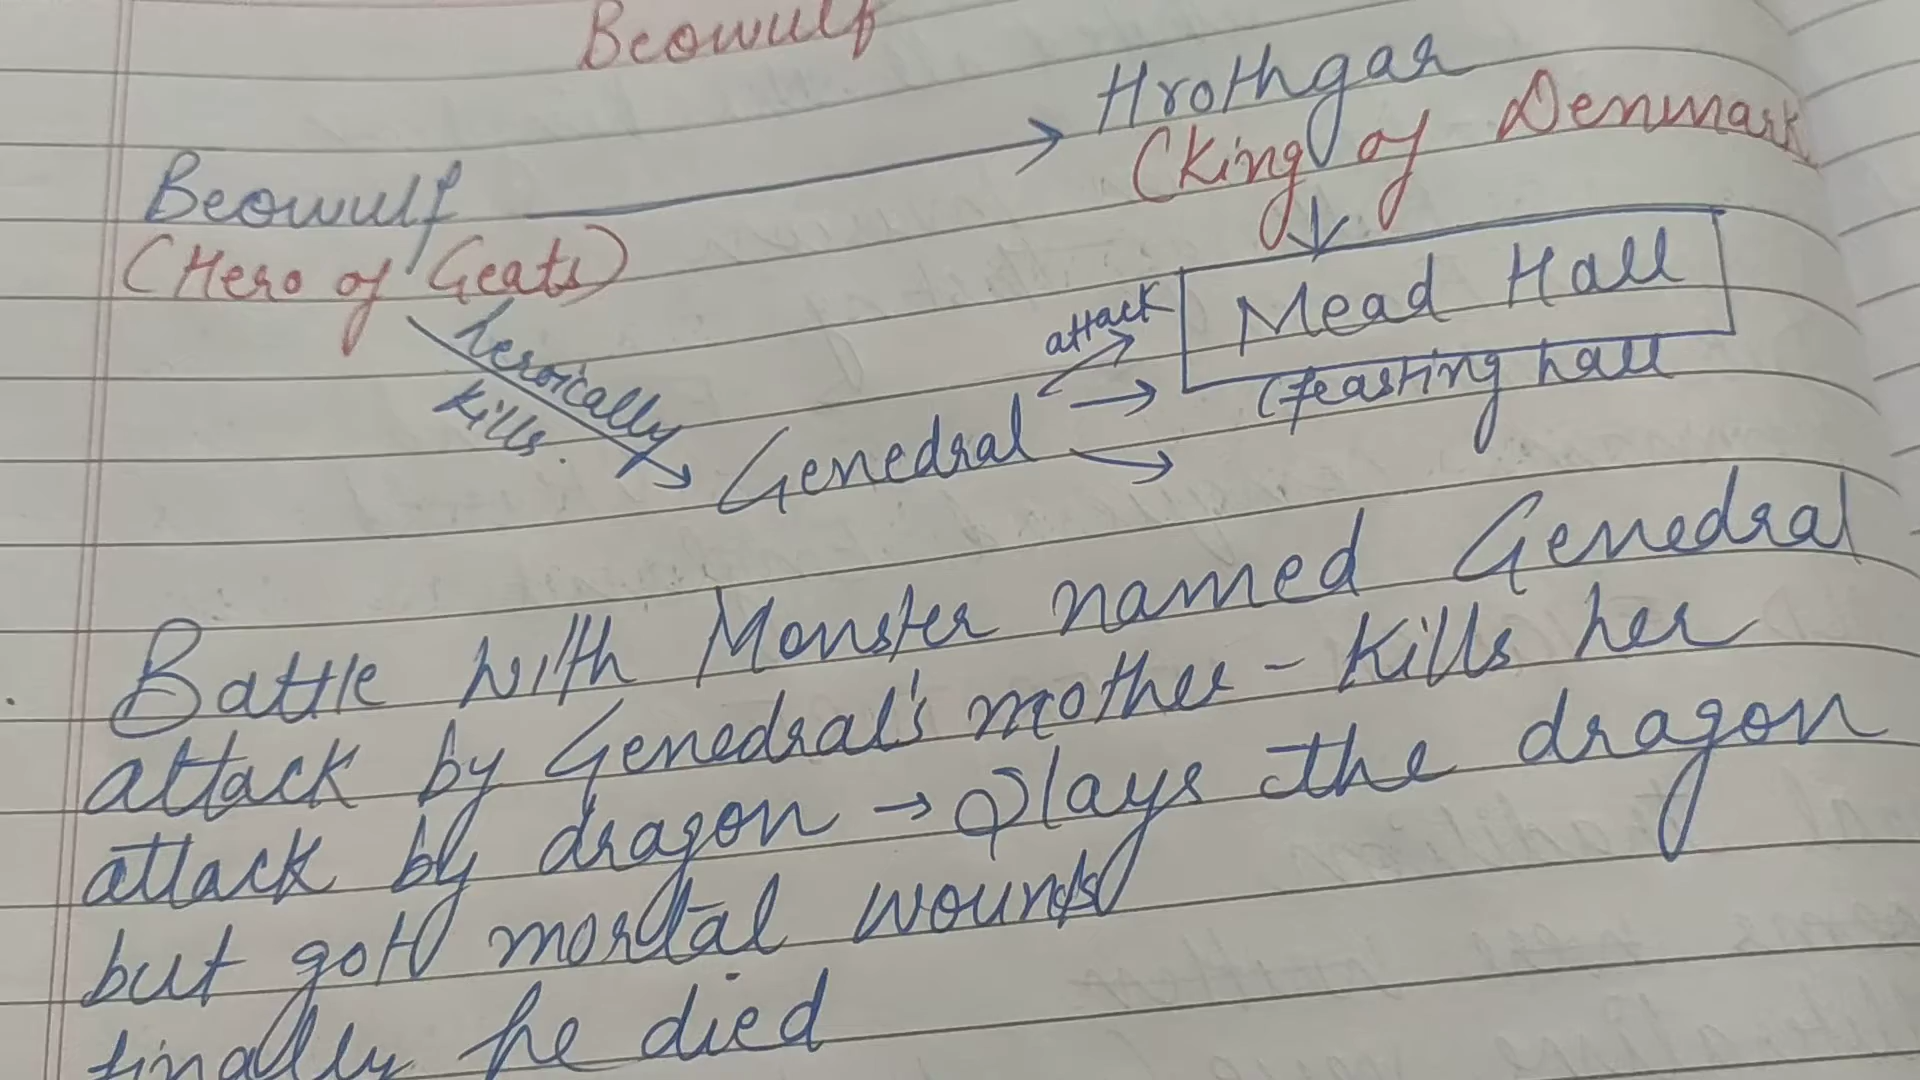 Beowulf
Hrothgar
(King of Denmark
Beowulf
(Hero of Geats)
Mead Hall
(feasting hall
attack
heroically
kills.
Genedral
Battle with Monster named Genedral
attack by Genedral's mother - kills her
attack by dragon → slays the dragon
but got mortal wounds
finally he died